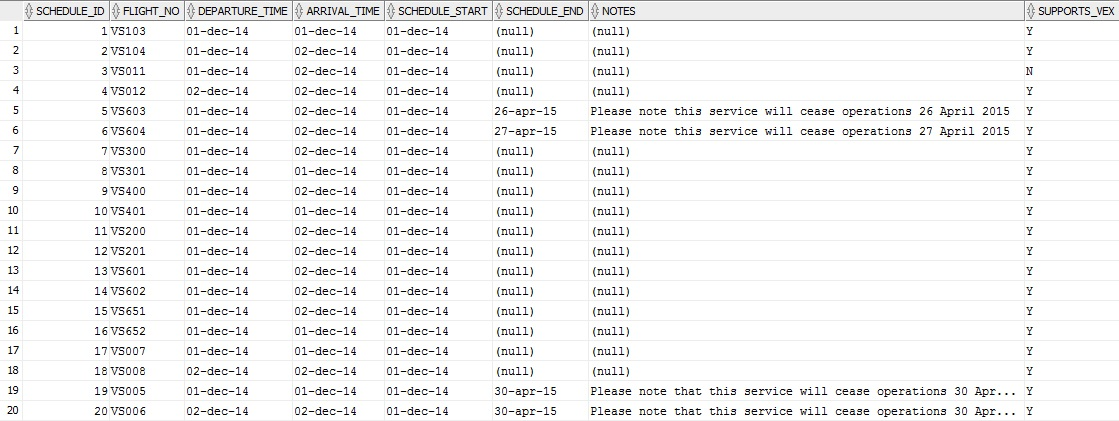 SCHEDULE_ID FLIGHT_NO DEPARTURE_TIME ARRIVAL_TIME SCHEDULE_START SCHEDULE_END NOTES SUPPORTS_VEX
1 1 VS103 01-dec-14 01-dec-14 01-dec-14 (null) (null) Y
2 2 VS104 01-dec-14 02-dec-14 01-dec-14 (null) (null) Y
3 3 VS011 01-dec-14 02-dec-14 01-dec-14 (null) (null) N
4 4 VS012 02-dec-14 02-dec-14 01-dec-14 (null) (null) Y
5 5 VS603 01-dec-14 02-dec-14 01-dec-14 26-apr-15 Please note this service will cease operations 26 April 2015 Y
6 6 VS604 01-dec-14 02-dec-14 01-dec-14 27-apr-15 Please note this service will cease operations 27 April 2015 Y
7 7 VS300 01-dec-14 02-dec-14 01-dec-14 (null) (null) Y
8 8 VS301 01-dec-14 01-dec-14 01-dec-14 (null) (null) Y
9 9 VS400 01-dec-14 02-dec-14 01-dec-14 (null) (null) Y
10 10 VS401 01-dec-14 01-dec-14 01-dec-14 (null) (null) Y
11 11 VS200 01-dec-14 02-dec-14 01-dec-14 (null) (null) Y
12 12 VS201 01-dec-14 02-dec-14 01-dec-14 (null) (null) Y
13 13 VS601 01-dec-14 02-dec-14 01-dec-14 (null) (null) Y
14 14 VS602 01-dec-14 02-dec-14 01-dec-14 (null) (null) Y
15 15 VS651 01-dec-14 02-dec-14 01-dec-14 (null) (null) Y
16 16 VS652 01-dec-14 01-dec-14 01-dec-14 (null) (null) Y
17 17 VS007 01-dec-14 01-dec-14 01-dec-14 (null) (null) Y
18 18 VS008 02-dec-14 02-dec-14 01-dec-14 (null) (null) Y
19 19 VS005 01-dec-14 01-dec-14 01-dec-14 30-apr-15 Please note that this service will cease operations 30 Apr... Y
20 20 VS006 02-dec-14 02-dec-14 01-dec-14 30-apr-15 Please note that this service will cease operations 30 Apr... Y